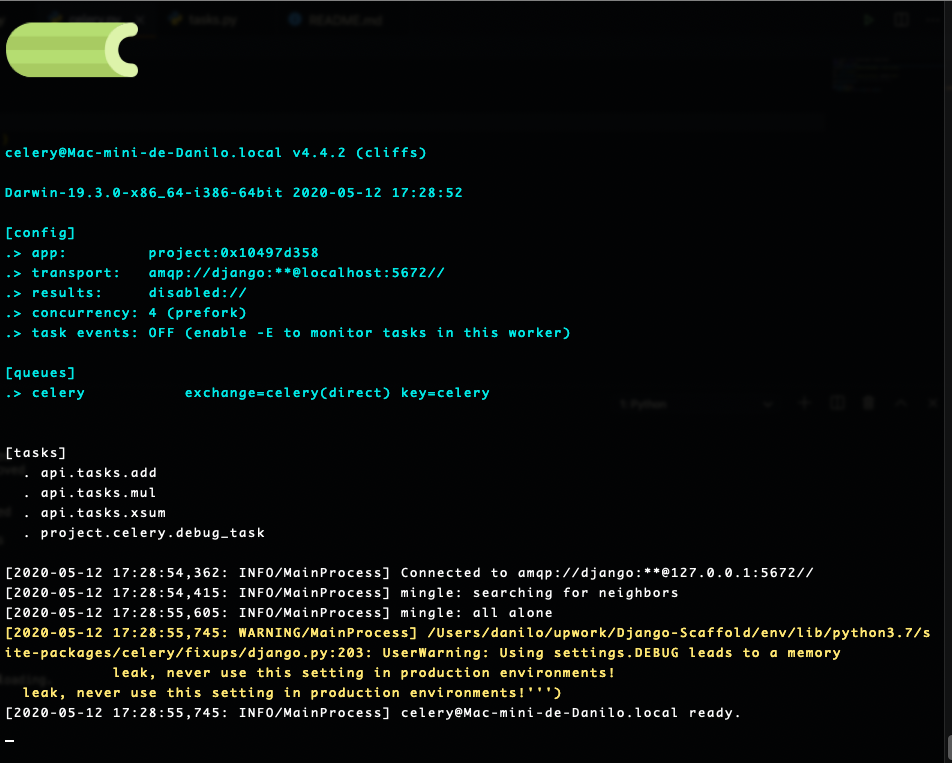 tasks.py README.md
celery@Mac-mini-de-Danilo.local v4.4.2 (cliffs)
Darwin-19.3.0-x86_64-i386-64bit 2020-05-12 17:28:52
[config]
.> app:         project:0x10497d358
.> transport:   amqp://django:**@localhost:5672//
.> results:     disabled://
.> concurrency: 4 (prefork)
.> task events: OFF (enable -E to monitor tasks in this worker)
[queues]
.> celery           exchange=celery(direct) key=celery
1: Python
[tasks]
  . api.tasks.add
  . api.tasks.mul
  . api.tasks.xsum
  . project.celery.debug_task
[2020-05-12 17:28:54,362: INFO/MainProcess] Connected to amqp://django:**@127.0.0.1:5672//
[2020-05-12 17:28:54,415: INFO/MainProcess] mingle: searching for neighbors
[2020-05-12 17:28:55,605: INFO/MainProcess] mingle: all alone
[2020-05-12 17:28:55,745: WARNING/MainProcess] /Users/danilo/upwork/Django-Scaffold/env/lib/python3.7/s
ite-packages/celery/fixups/django.py:203: UserWarning: Using settings.DEBUG leads to a memory
            leak, never use this setting in production environments!
  leak, never use this setting in production environments!''')
[2020-05-12 17:28:55,745: INFO/MainProcess] celery@Mac-mini-de-Danilo.local ready.